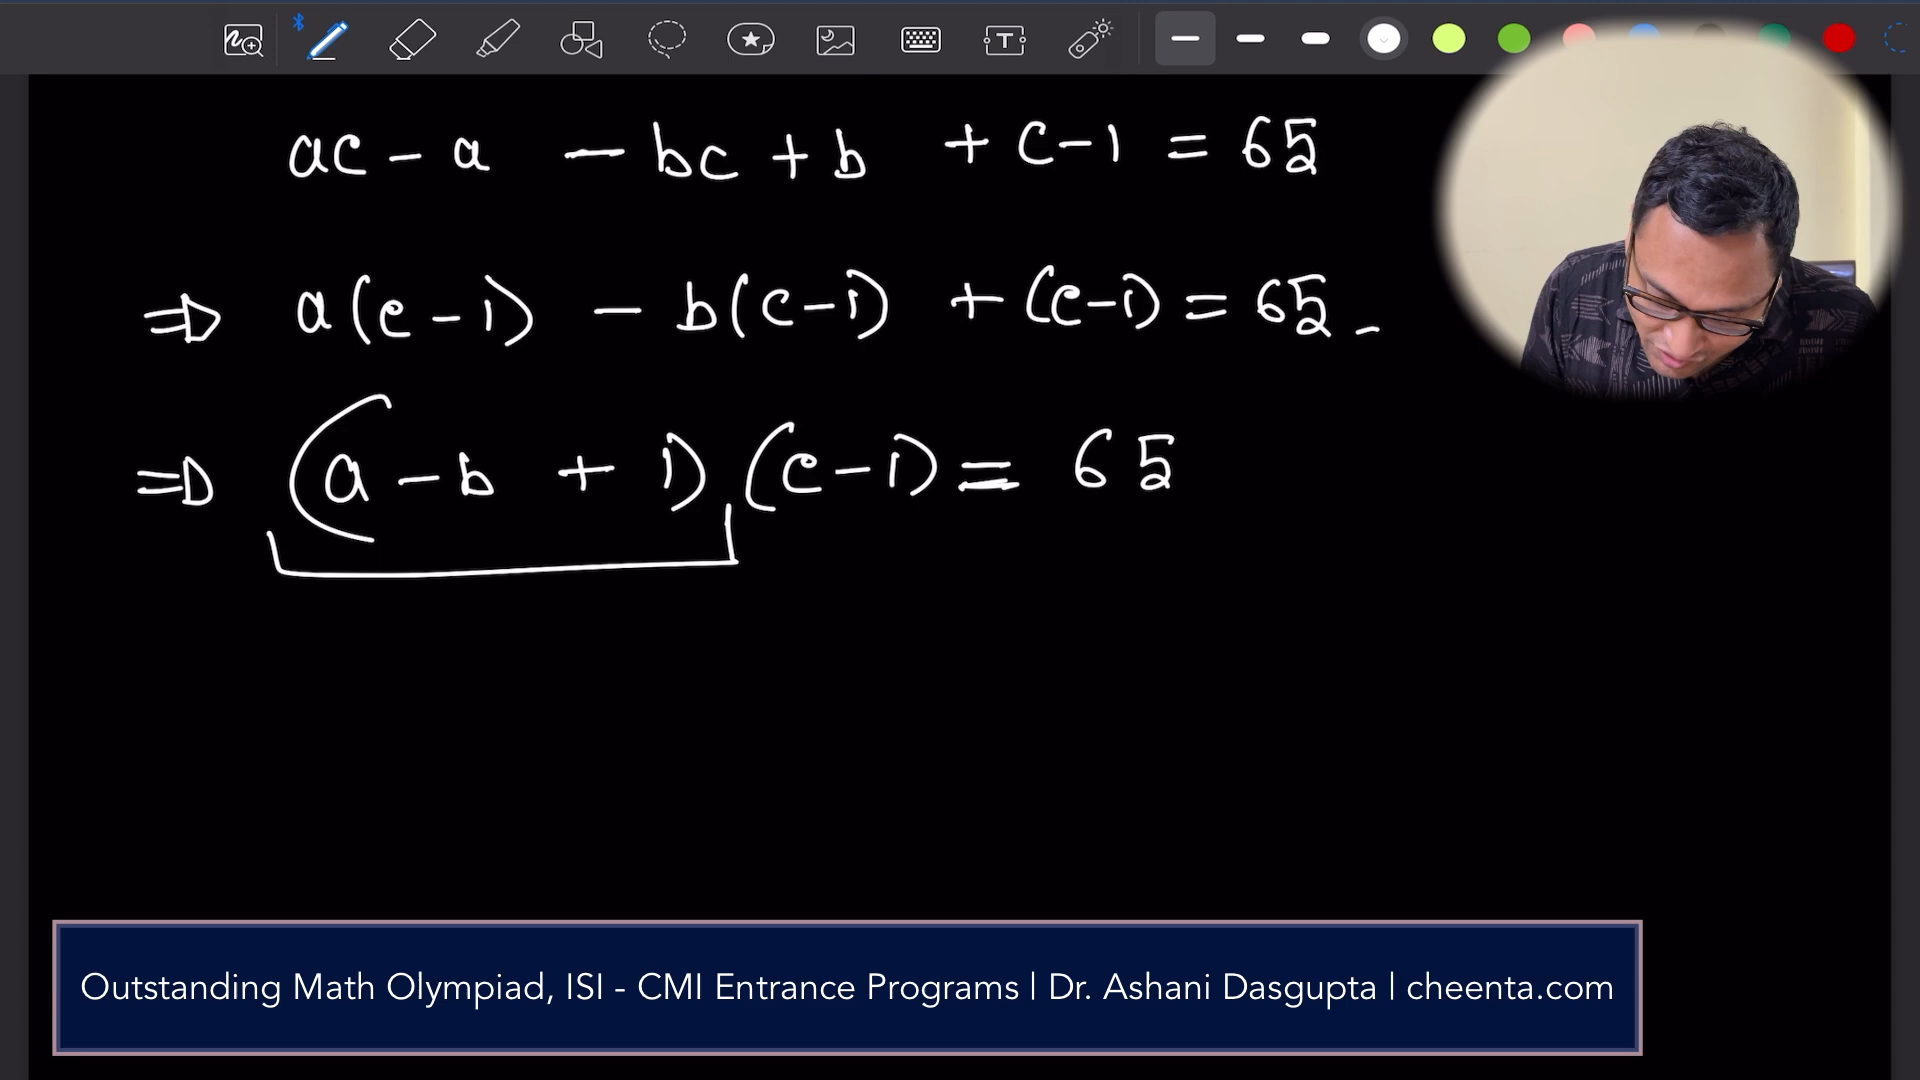 ac - a - bc + b + c - 1 = 65
⇒ a(c - 1) - b(c - 1) + (c - 1) = 65 -
⇒ (a - b + 1)(c - 1) = 65
Outstanding Math Olympiad, ISI - CMI Entrance Programs | Dr. Ashani Dasgupta | cheenta.com